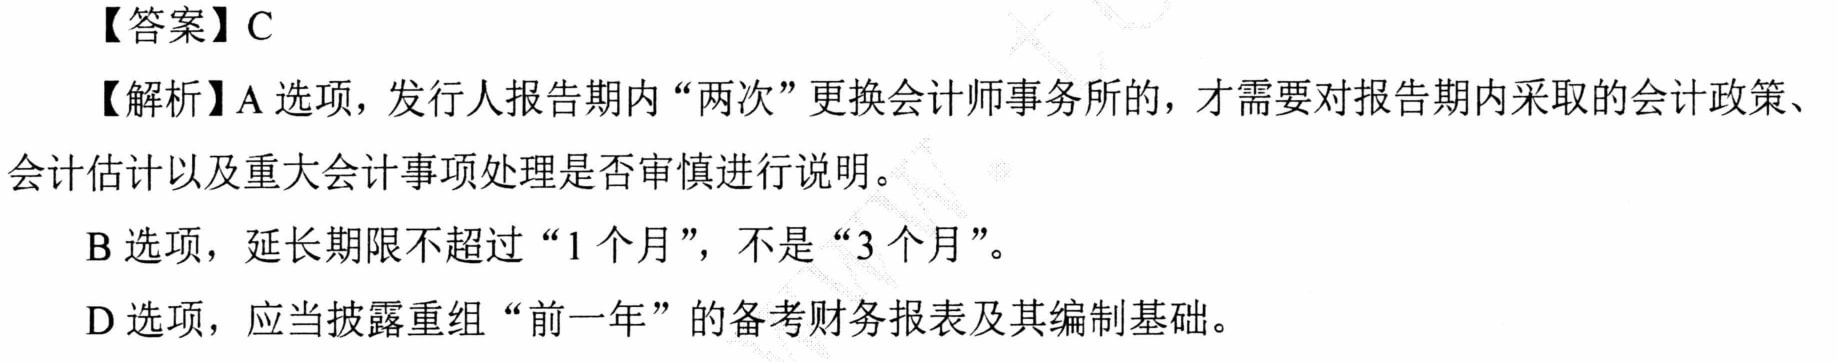 【答案】C
【解析】A 选项，发行人报告期内“两次”更换会计师事务所的，才需要对报告期内采取的会计政策、
会计估计以及重大会计事项处理是否审慎进行说明。
B 选项，延长期限不超过“1 个月”，不是“3 个月”。
D 选项，应当披露重组“前一年”的备考财务报表及其编制基础。